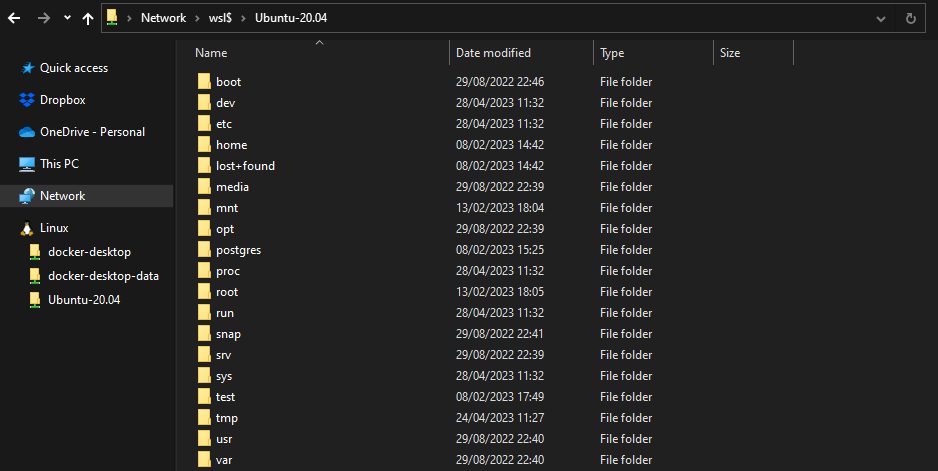 Network > wsl$ > Ubuntu-20.04
Name Date modified Type Size
Quick access
Dropbox
OneDrive - Personal
This PC
Network
Linux
docker-desktop
docker-desktop-data
Ubuntu-20.04
boot 29/08/2022 22:46 File folder
dev 28/04/2023 11:32 File folder
etc 28/04/2023 11:32 File folder
home 08/02/2023 14:42 File folder
lost+found 08/02/2023 14:42 File folder
media 29/08/2022 22:39 File folder
mnt 13/02/2023 18:04 File folder
opt 29/08/2022 22:39 File folder
postgres 08/02/2023 15:25 File folder
proc 28/04/2023 11:32 File folder
root 13/02/2023 18:05 File folder
run 28/04/2023 11:32 File folder
snap 29/08/2022 22:41 File folder
srv 29/08/2022 22:39 File folder
sys 28/04/2023 11:32 File folder
test 08/02/2023 17:49 File folder
tmp 24/04/2023 11:27 File folder
usr 29/08/2022 22:40 File folder
var 29/08/2022 22:40 File folder